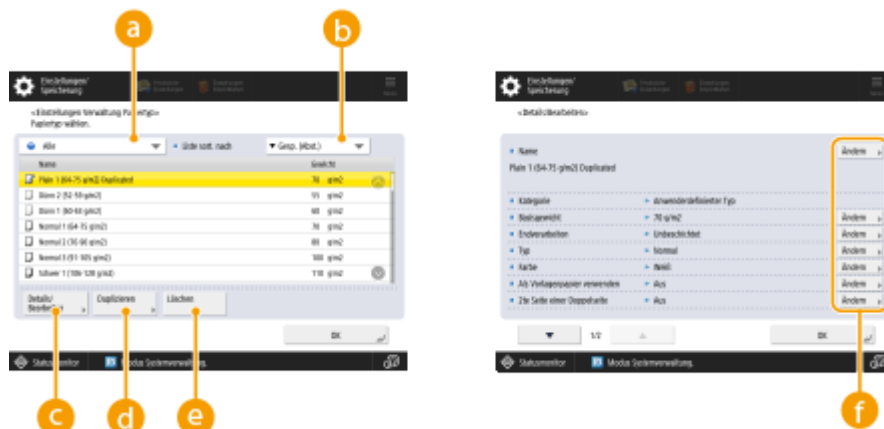 a
b
Einstellungen/
Speicherung
<Einstellungen Verwaltung Papiertyp>
Papiertyp wählen.
Alle
Liste sort. nach
Gesp. (Abst.)
Name
Gewicht
Plain 1 (64-75 g/m2) Duplicated 70 g/m2
Dünn 2 (52-59 g/m2) 55 g/m2
Dünn 1 (60-63 g/m2) 60 g/m2
Normal 1 (64-75 g/m2) 70 g/m2
Normal 2 (76-90 g/m2) 80 g/m2
Normal 3 (91-105 g/m2) 100 g/m2
Schwer 1 (106-128 g/m2) 110 g/m2
Details/
Bearbeiten
Duplizieren
Löschen
OK
Statusmonitor
Modus Systemverwaltung.
c
d
e
Einstellungen/
Speicherung
<Details/Bearbeiten>
Name
Ändern
Plain 1 (64-75 g/m2) Duplicated
Kategorie Anwenderdefinierter Typ
Basisgewicht 70 g/m2 Ändern
Endverarbeiten Unbeschichtet Ändern
Typ Normal Ändern
Farbe Weiß Ändern
Als Vorlagenpapier verwenden Aus Ändern
2te Seite einer Doppelseite Aus Ändern
1/2
OK
Statusmonitor
Modus Systemverwaltung.
f